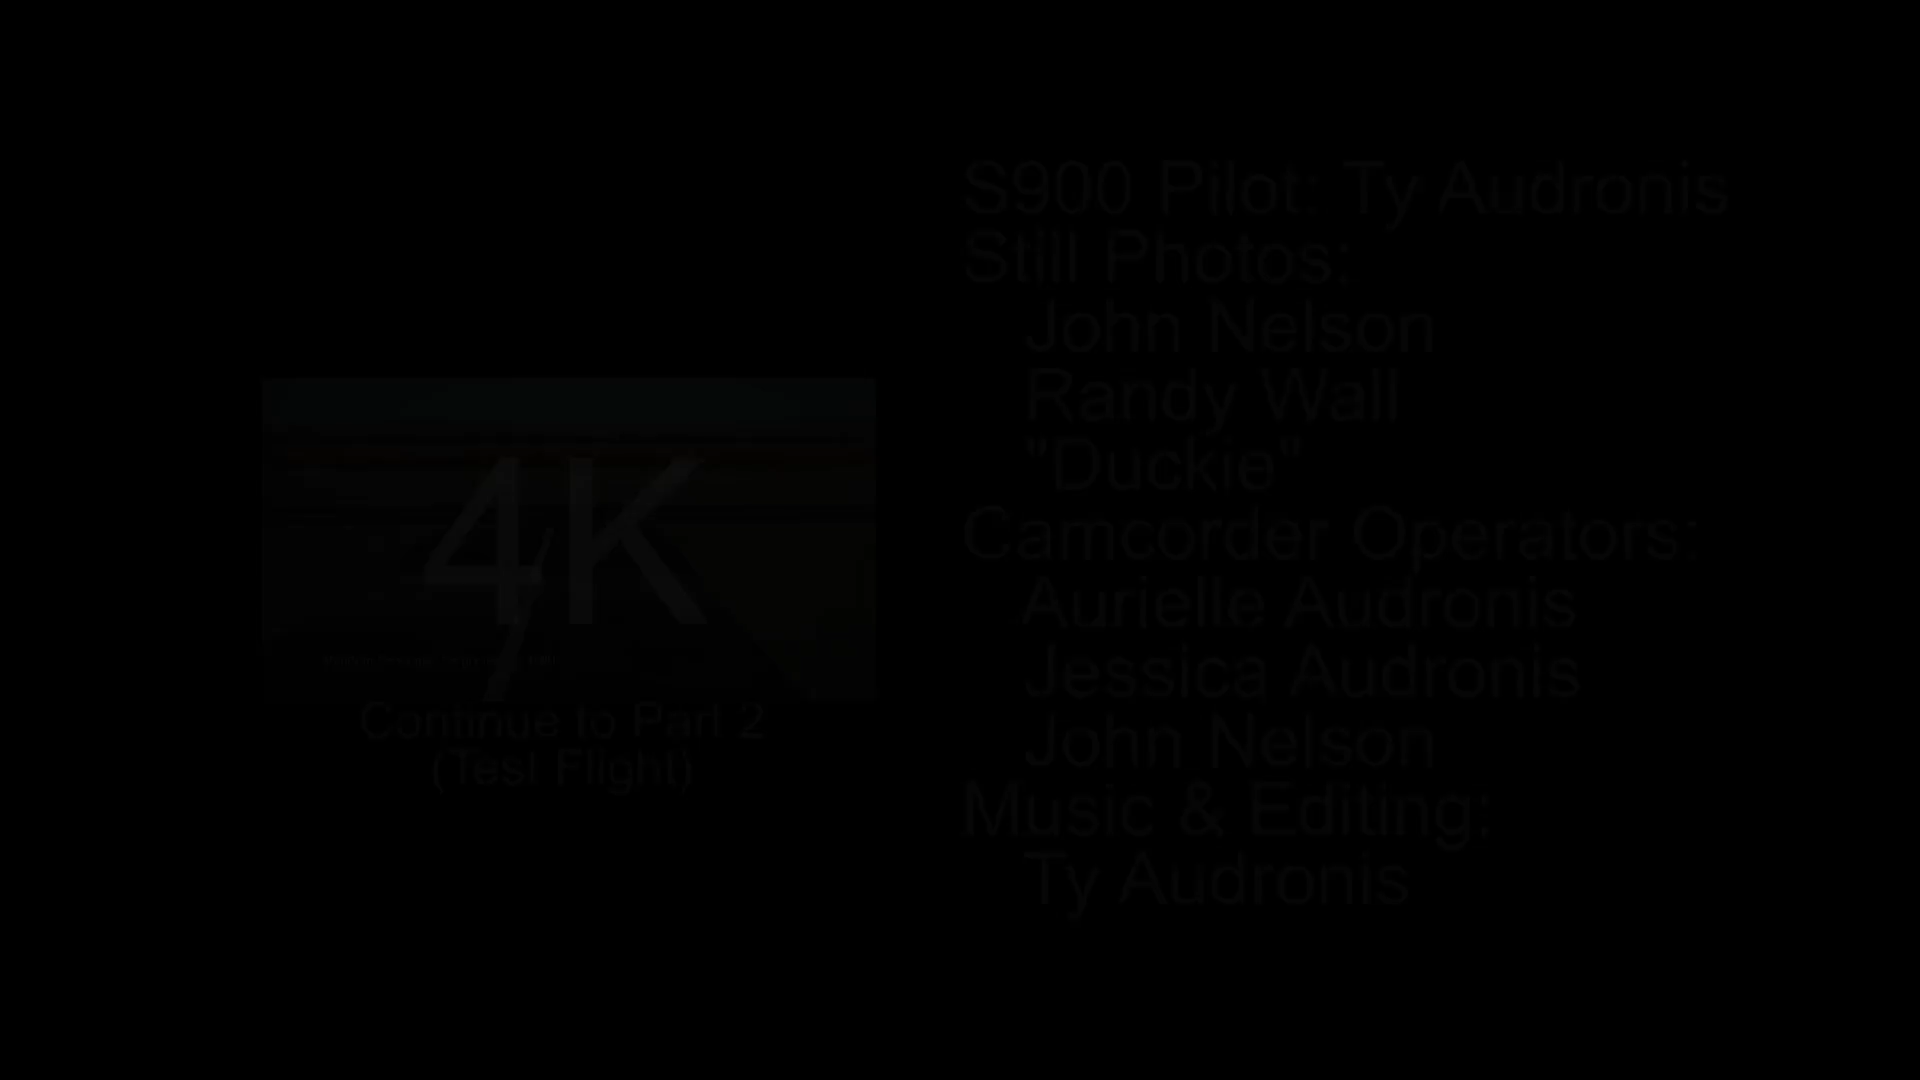 4K
Continue to Part 2
(Test Flight)
S900 Pilot: Ty Audronis
Still Photos:
John Nelson
Randy Wall
"Duckie"
Camcorder Operators:
Aurielle Audronis
Jessica Audronis
John Nelson
Music & Editing:
Ty Audronis